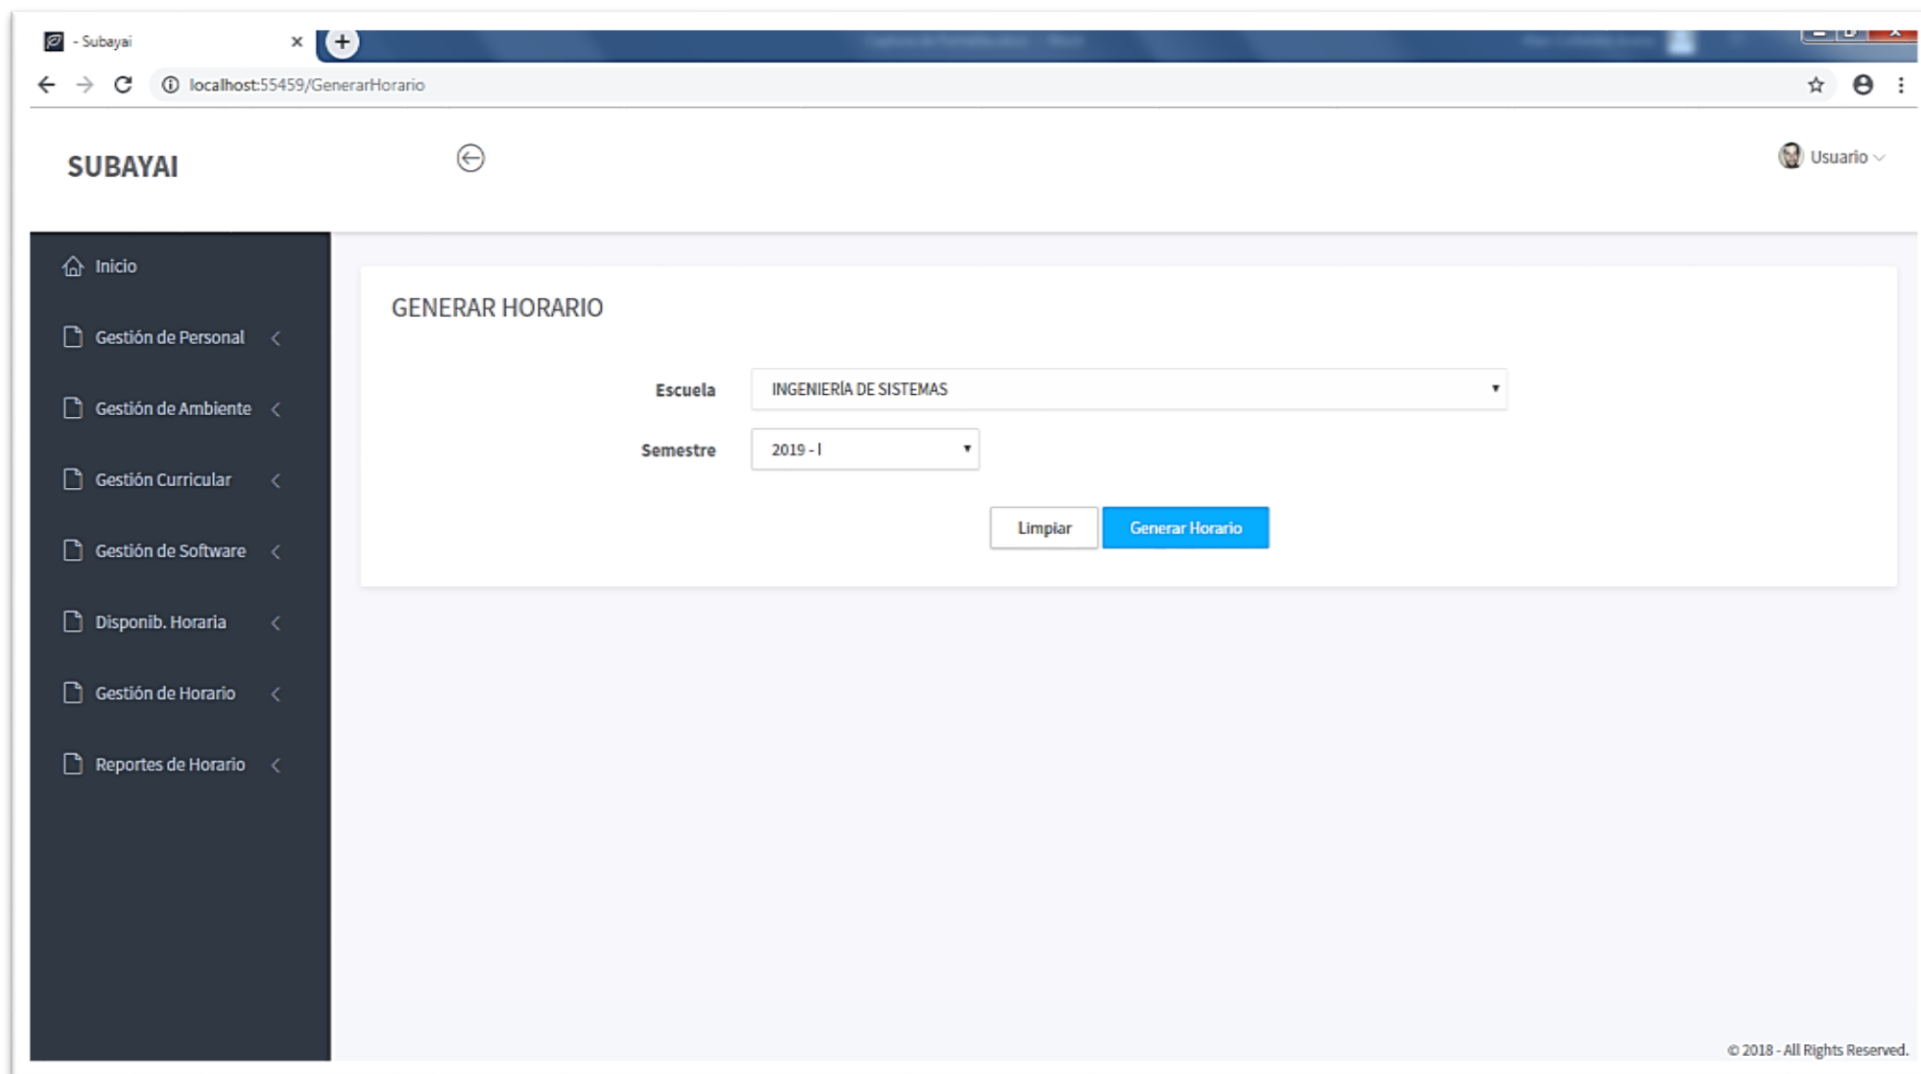 - Subayai
localhost:55459/GenerarHorario
SUBAYAI
Usuario
Inicio
Gestión de Personal
Gestión de Ambiente
Gestión Curricular
Gestión de Software
Disponib. Horaria
Gestión de Horario
Reportes de Horario
GENERAR HORARIO
Escuela
INGENIERÍA DE SISTEMAS
Semestre
2019 - I
Limpiar
Generar Horario
© 2018 - All Rights Reserved.